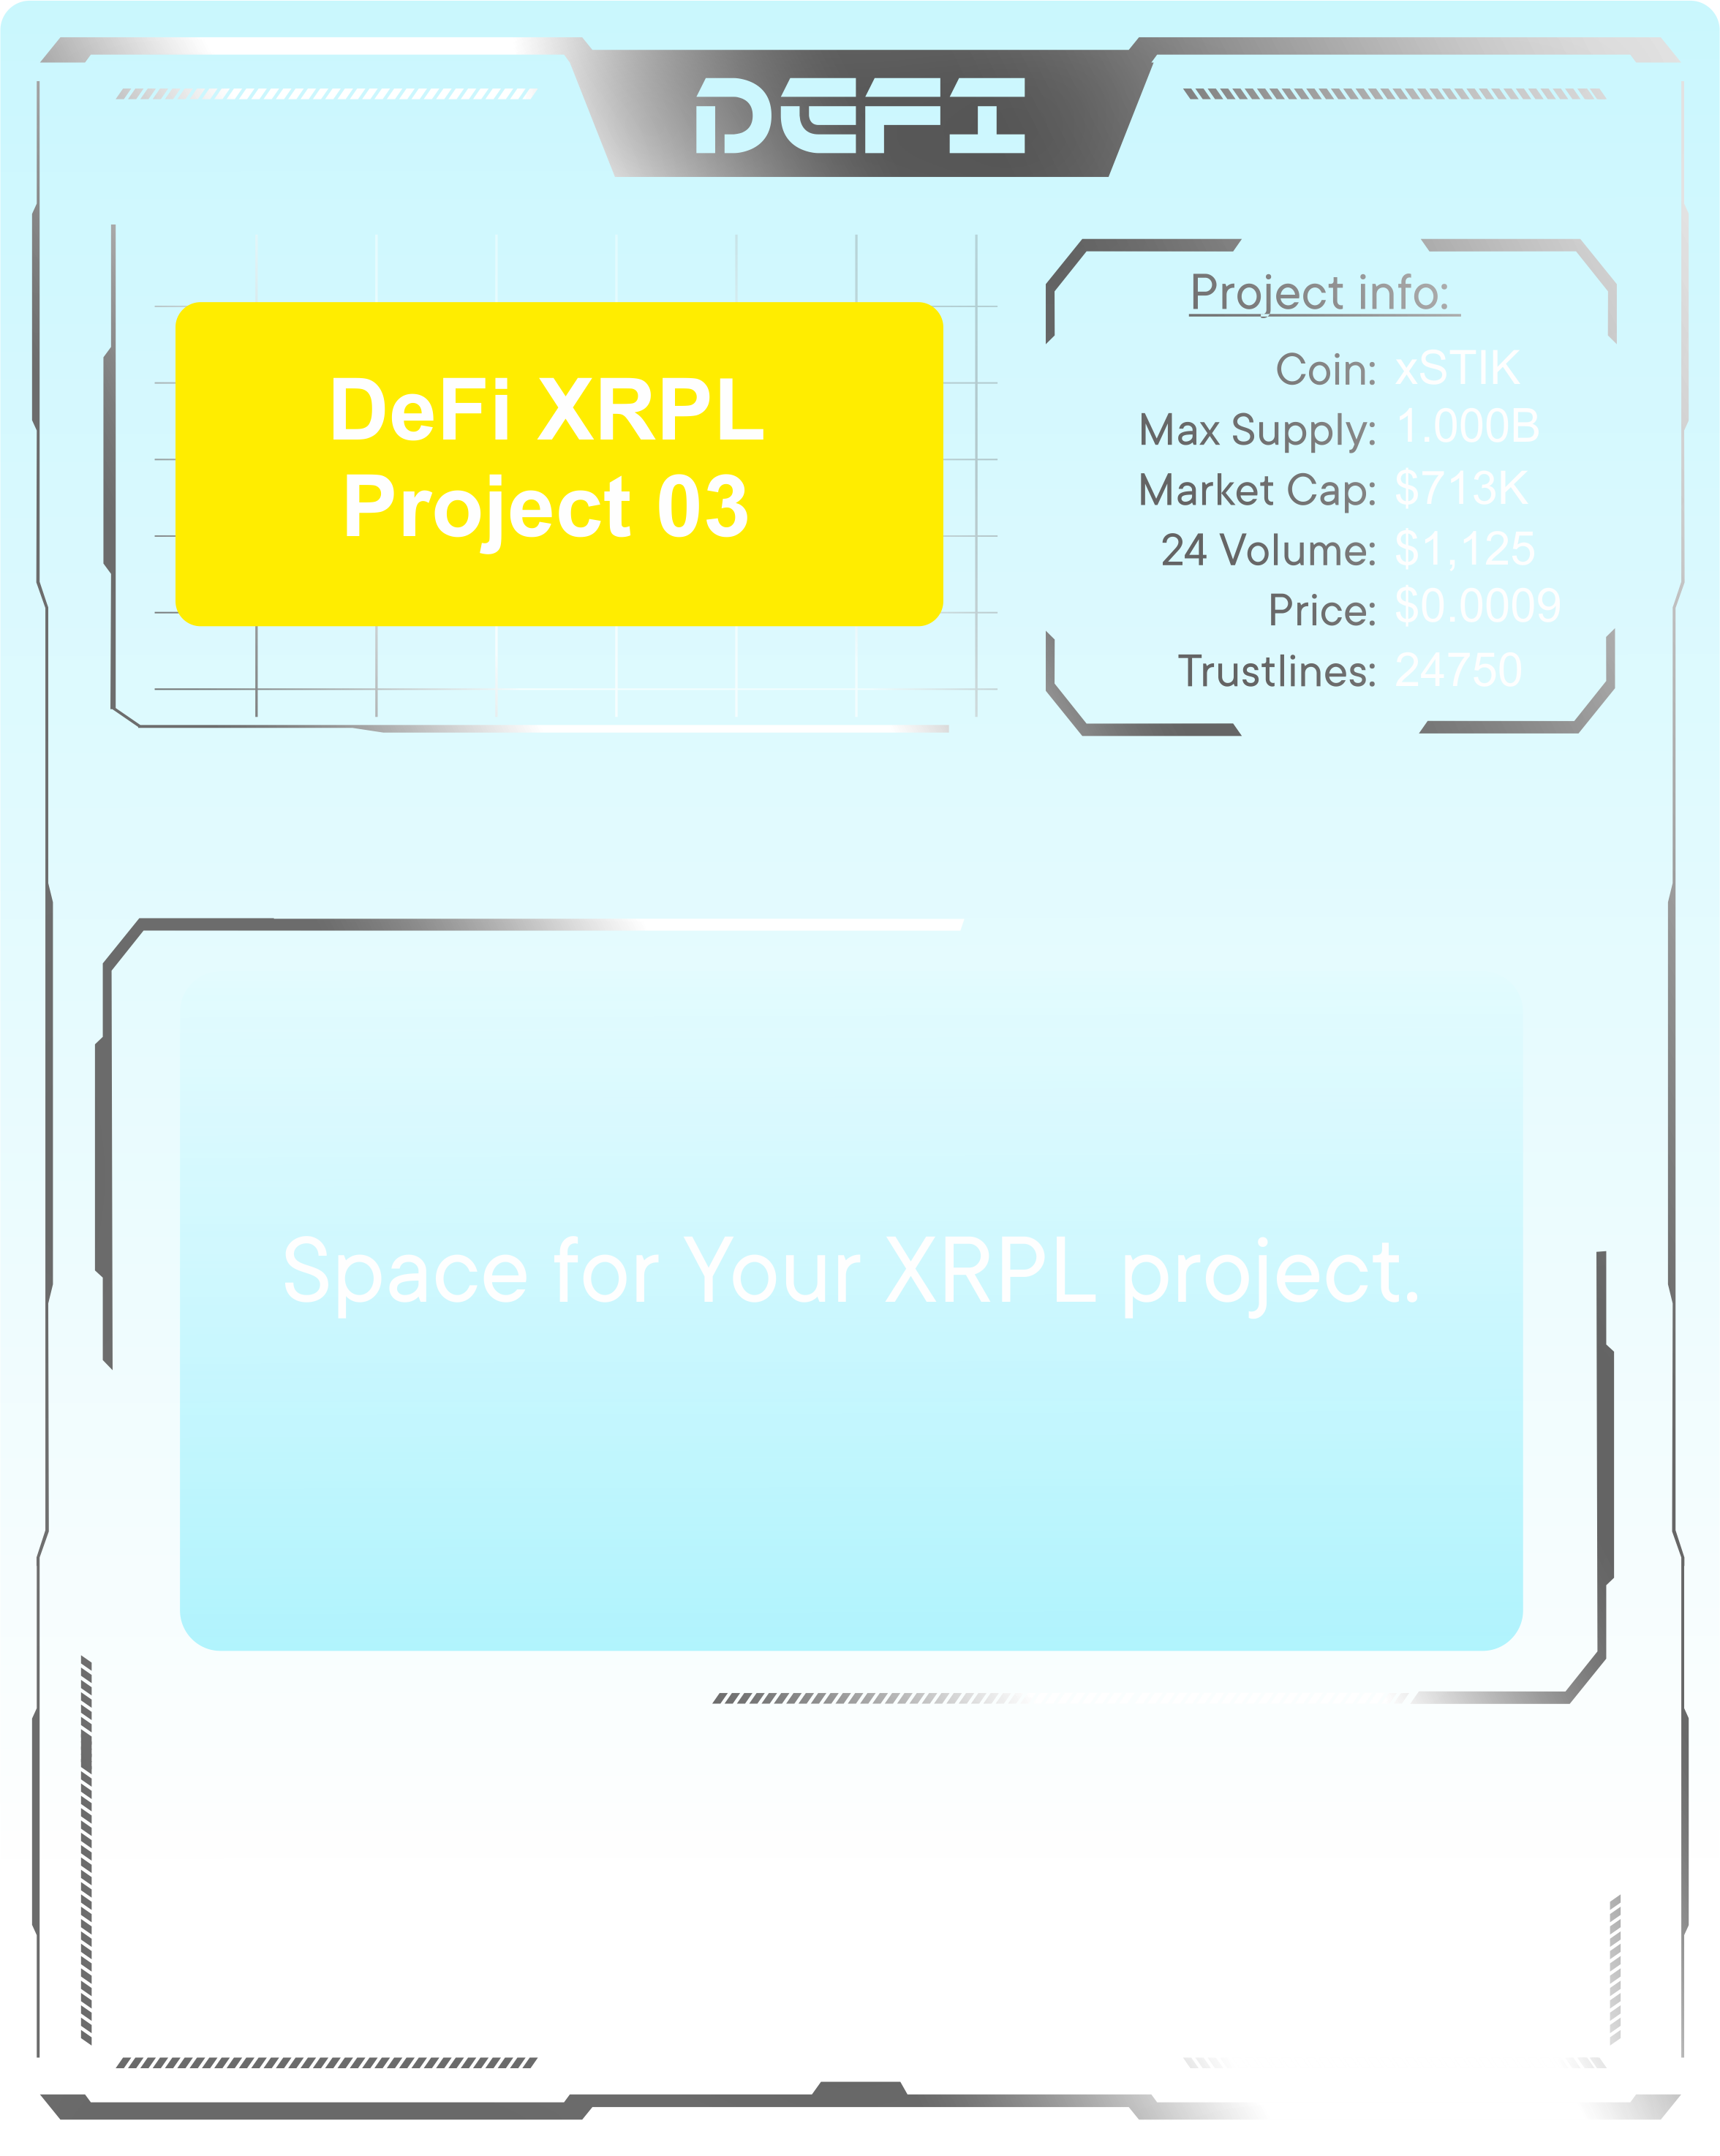 DEFI
DeFi XRPL
Project 03
Project info:
Coin: xSTIK
Max Supply: 1.000B
Market Cap: $713K
24 Volume: $1,125
Price: $0.0009
Trustlines: 24750
Space for Your XRPL project.